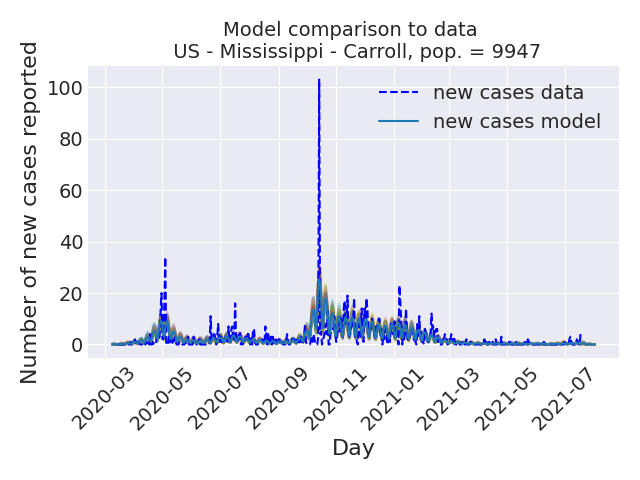 Model comparison to data
US - Mississippi - Carroll, pop. = 9947
Number of new cases reported
100
80
60
40
20
0
new cases data
new cases model
2020-03
2020-05
2020-07
2020-09
2020-11
2021-01
2021-03
2021-05
2021-07
Day